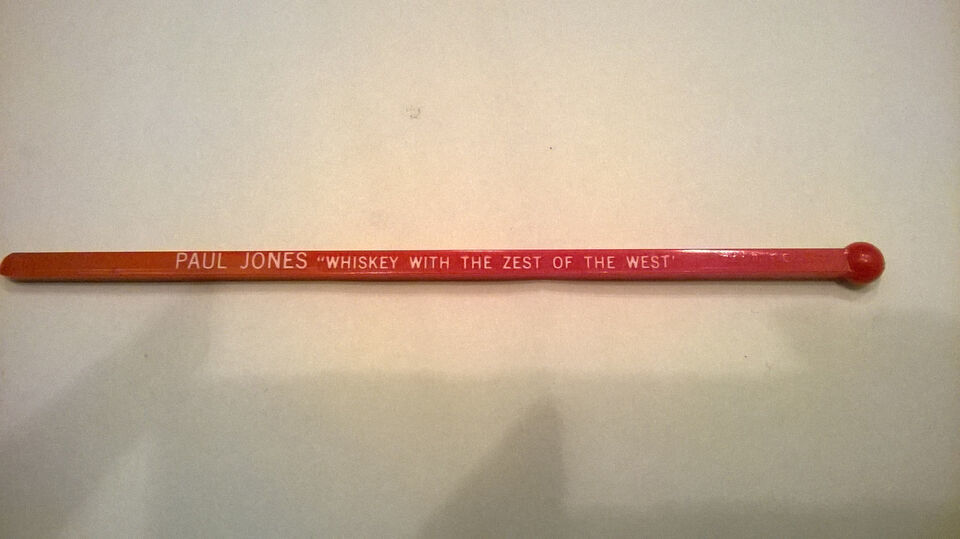 PAUL JONES "WHISKEY WITH THE ZEST OF THE WEST"